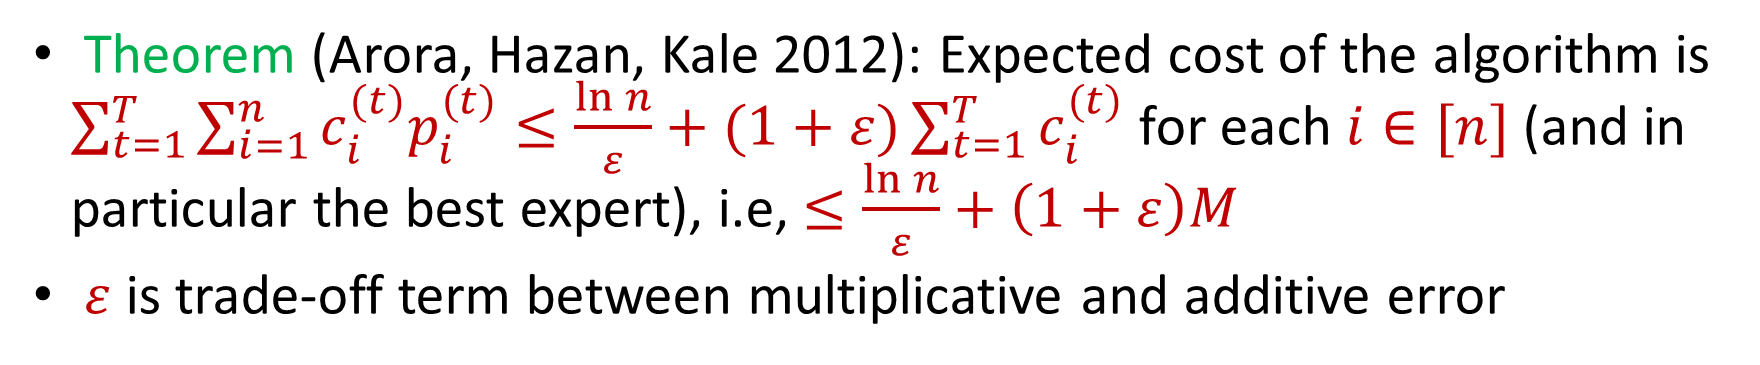 • Theorem (Arora, Hazan, Kale 2012): Expected cost of the algorithm is
∑_{t=1}^{T} ∑_{i=1}^{n} c_i^{(t)} p_i^{(t)} ≤ \frac{ln n}{ε} + (1 + ε) ∑_{t=1}^{T} c_i^{(t)} for each i ∈ [n] (and in
particular the best expert), i.e, ≤ \frac{ln n}{ε} + (1 + ε)M
• ε is trade-off term between multiplicative and additive error